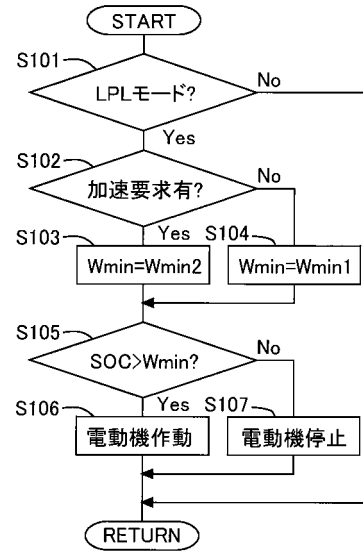 START
S101
LPLモード?
No
Yes
S102
加速要求有?
No
S103
Yes
S104
Wmin=Wmin2
Wmin=Wmin1
S105
SOC>Wmin?
No
S106
Yes
S107
電動機作動
電動機停止
RETURN